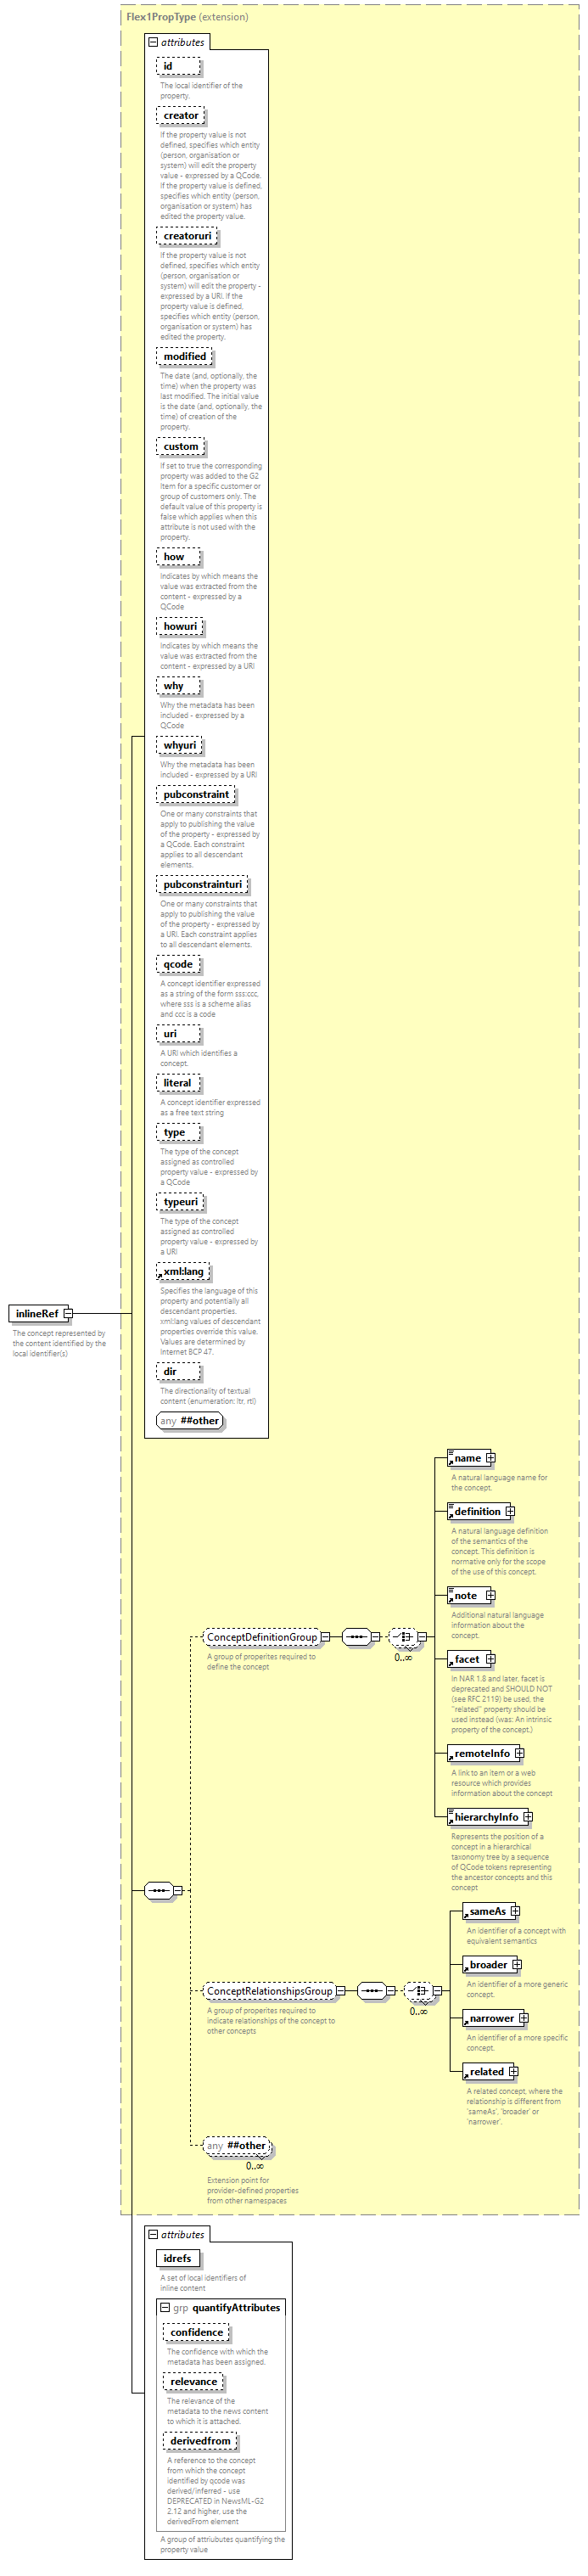 Flex1PropType (extension)
attributes
id
The local identifier of the
property.
creator
If the property value is not
defined, specifies which entity
(person, organisation or
system) will edit the property
value - expressed by a QCode.
If the property value is defined,
specifies which entity (person,
organisation or system) has
edited the property value.
creatoruri
If the property value is not
defined, specifies which entity
(person, organisation or
system) will edit the property -
expressed by a URI. If the
property value is defined,
specifies which entity (person,
organisation or system) has
edited the property.
modified
The date (and, optionally, the
time) when the property was
last modified. The initial value
is the date (and, optionally, the
time) of creation of the
property.
custom
If set to true the corresponding
property was added to the G2
Item for a specific customer or
group of customers only. The
default value of this property is
false which applies when this
attribute is not used with the
property.
how
Indicates by which means the
value was extracted from the
content - expressed by a
QCode
howuri
Indicates by which means the
value was extracted from the
content - expressed by a URI
why
Why the metadata has been
included - expressed by a
QCode
whyuri
Why the metadata has been
included - expressed by a URI
pubconstraint
One or many constraints that
apply to publishing the value
of the property - expressed by
a QCode. Each constraint
applies to all descendant
elements.
pubconstrainturi
One or many constraints that
apply to publishing the value
of the property - expressed by
a URI. Each constraint applies
to all descendant elements.
qcode
A concept identifier expressed
as a string of the form sss:ccc,
where sss is a scheme alias
and ccc is a code
uri
A URI which identifies a
concept.
literal
A concept identifier expressed
as a free text string
type
The type of the concept
assigned as controlled
property value - expressed by
a QCode
typeuri
The type of the concept
assigned as controlled
property value - expressed by
a URI
xml:lang
Specifies the language of this
property and potentially all
descendant properties.
xml:lang values of descendant
properties override this value.
Values are determined by
Internet BCP 47.
dir
The directionality of textual
content (enumeration: ltr, rtl)
any ##other
inlineRef
The concept represented by
the content identified by the
local identifier(s)
ConceptDefinitionGroup
A group of properites required to
define the concept
0..∞
name
A natural language name for
the concept.
definition
A natural language definition
of the semantics of the
concept. This definition is
normative only for the scope
of the use of this concept.
note
Additional natural language
information about the
concept.
facet
In NAR 1.8 and later, facet is
deprecated and SHOULD NOT
(see RFC 2119) be used, the
"related" property should be
used instead (was: An intrinsic
property of the concept.)
remoteInfo
A link to an item or a web
resource which provides
information about the concept
hierarchyInfo
Represents the position of a
concept in a hierarchical
taxonomy tree by a sequence
of QCode tokens representing
the ancestor concepts and this
concept
ConceptRelationshipsGroup
A group of properites required to
indicate relationships of the concept to
other concepts
0..∞
sameAs
An identifier of a concept with
equivalent semantics
broader
An identifier of a more generic
concept.
narrower
An identifier of a more specific
concept.
related
A related concept, where the
relationship is different from
'sameAs', 'broader' or
'narrower'.
any ##other
0..∞
Extension point for
provider-defined properties
from other namespaces
attributes
idrefs
A set of local identifiers of
inline content
grp quantifyAttributes
confidence
The confidence with which the
metadata has been assigned.
relevance
The relevance of the
metadata to the news content
to which it is attached.
derivedfrom
A reference to the concept
from which the concept
identified by qcode was
derived/inferred - use
DEPRECATED in NewsML-G2
2.12 and higher, use the
derivedFrom element
A group of attriubutes quantifying the
property value